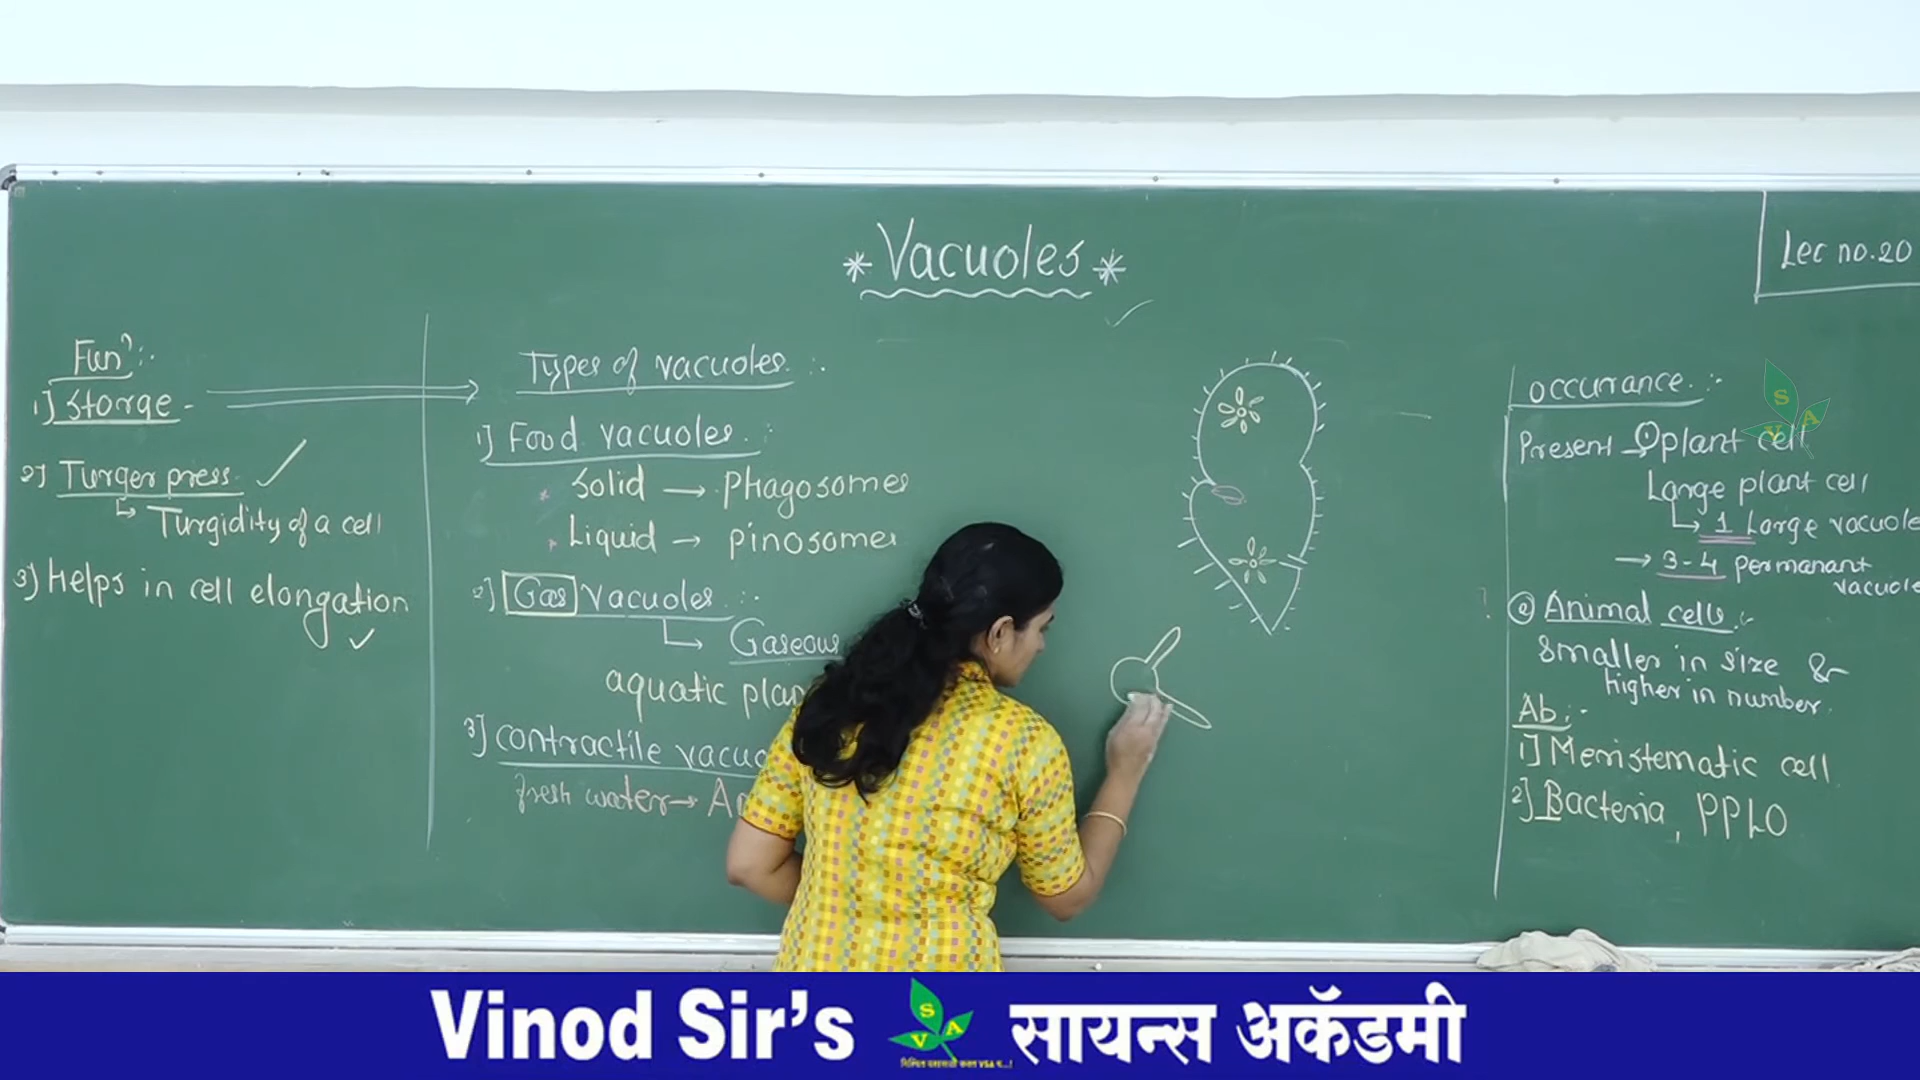 * Vacuoles *
Lec no.20
Funⁿ:-
1] Storge -
2] Turger press.
↳ Turgidity of a cell
3] Helps in cell elongation
Types of vacuoles :-
1] Food vacuoles :-
* Solid → Phagosomes
* Liquid → pinosomes
2] Gas vacuoles :-
↳ Gaseous
aquatic plan
3] contractile vacuo
fresh water →
occurance :-
Present → ① plant cell
Large plant cell
↳ 1 Large vacuole
→ 3-4 permanant
vacuole
② Animal cells :-
Smaller in size &
higher in number.
Ab :-
1] Meristematic cell
2] Bacteria, PPLO
S
V A
Vinod Sir's
S
V A
सायन्स अकॅडमी